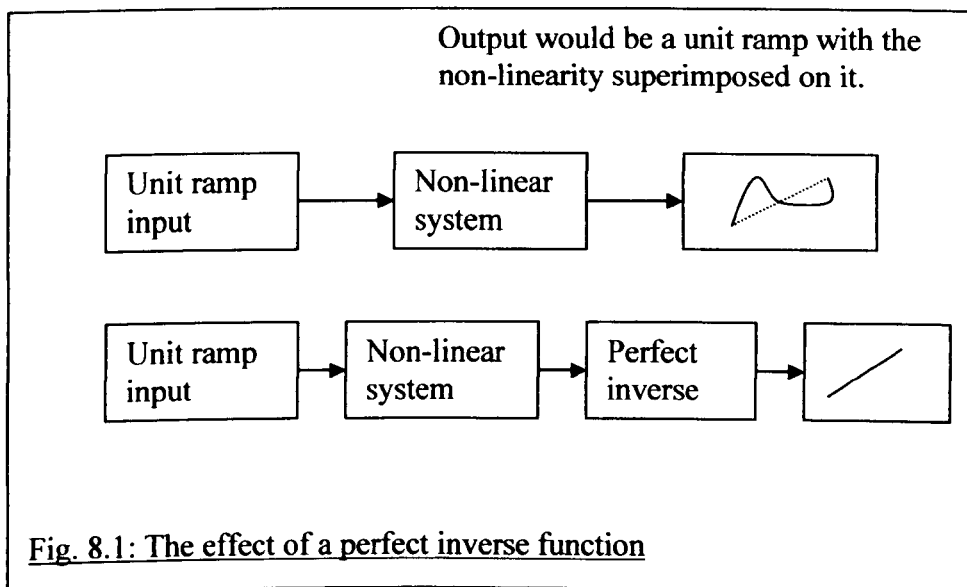 Output would be a unit ramp with the
non-linearity superimposed on it.
Unit ramp
input
Non-linear
system
Unit ramp
input
Non-linear
system
Perfect
inverse
Fig. 8.1: The effect of a perfect inverse function